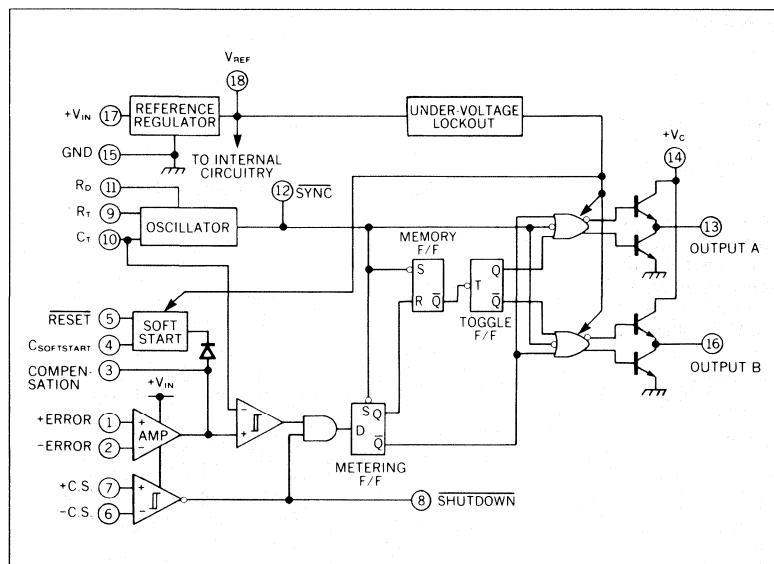 V_REF
18
+V_IN 17 REFERENCE REGULATOR
UNDER-VOLTAGE LOCKOUT
+V_C
14
GND 15
TO INTERNAL CIRCUITRY
R_D 11
12 SYNC
R_T 9
OSCILLATOR
C_T 10
MEMORY F/F
S
R Q
T Q
Q
TOGGLE F/F
13
OUTPUT A
RESET 5
SOFT START
C_SOFTSTART 4
COMPEN-
SATION 3
+V_IN
16
OUTPUT B
+ERROR 1
+
AMP
-ERROR 2
-
-
+
S Q
D
Q
METERING F/F
+C.S. 7
+
-C.S. 6
-
8 SHUTDOWN